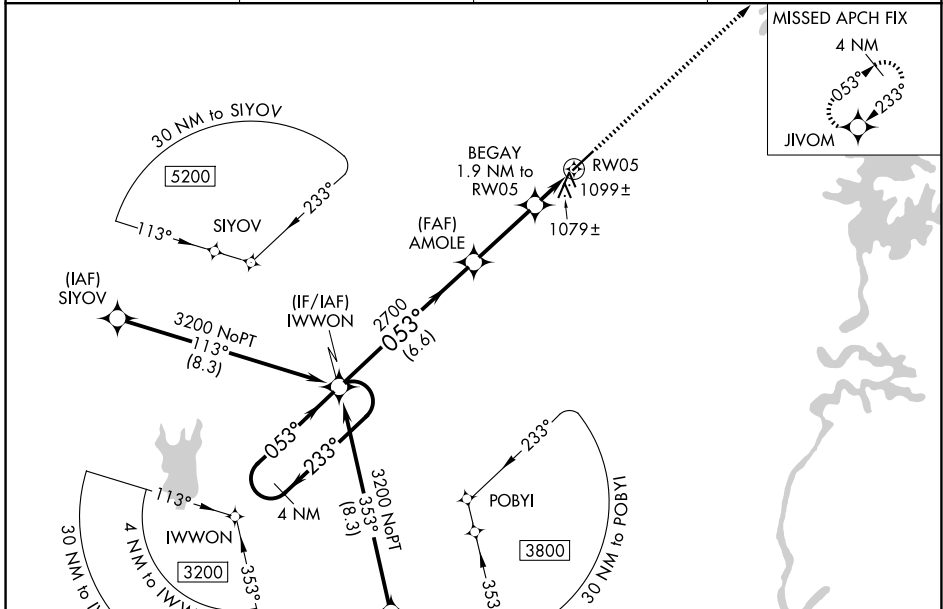 MISSED APCH FIX
4 NM
053°
233°
JIVOM
30 NM to SIYOV
5200
233°
113°
SIYOV
BEGAY
1.9 NM to
RW05
RW05
1099±
1079±
(FAF)
AMOLE
(IAF)
SIYOV
(IF/IAF)
IWWON
3200 NoPT
113°
(8.3)
2700
053°
(6.6)
053°
233°
4 NM
3200 NoPT
353°
(8.3)
233°
POBYI
3800
353
30 NM to POBYI
113°
IWWON
3200
353°
4 NM to IWW
30 NM to